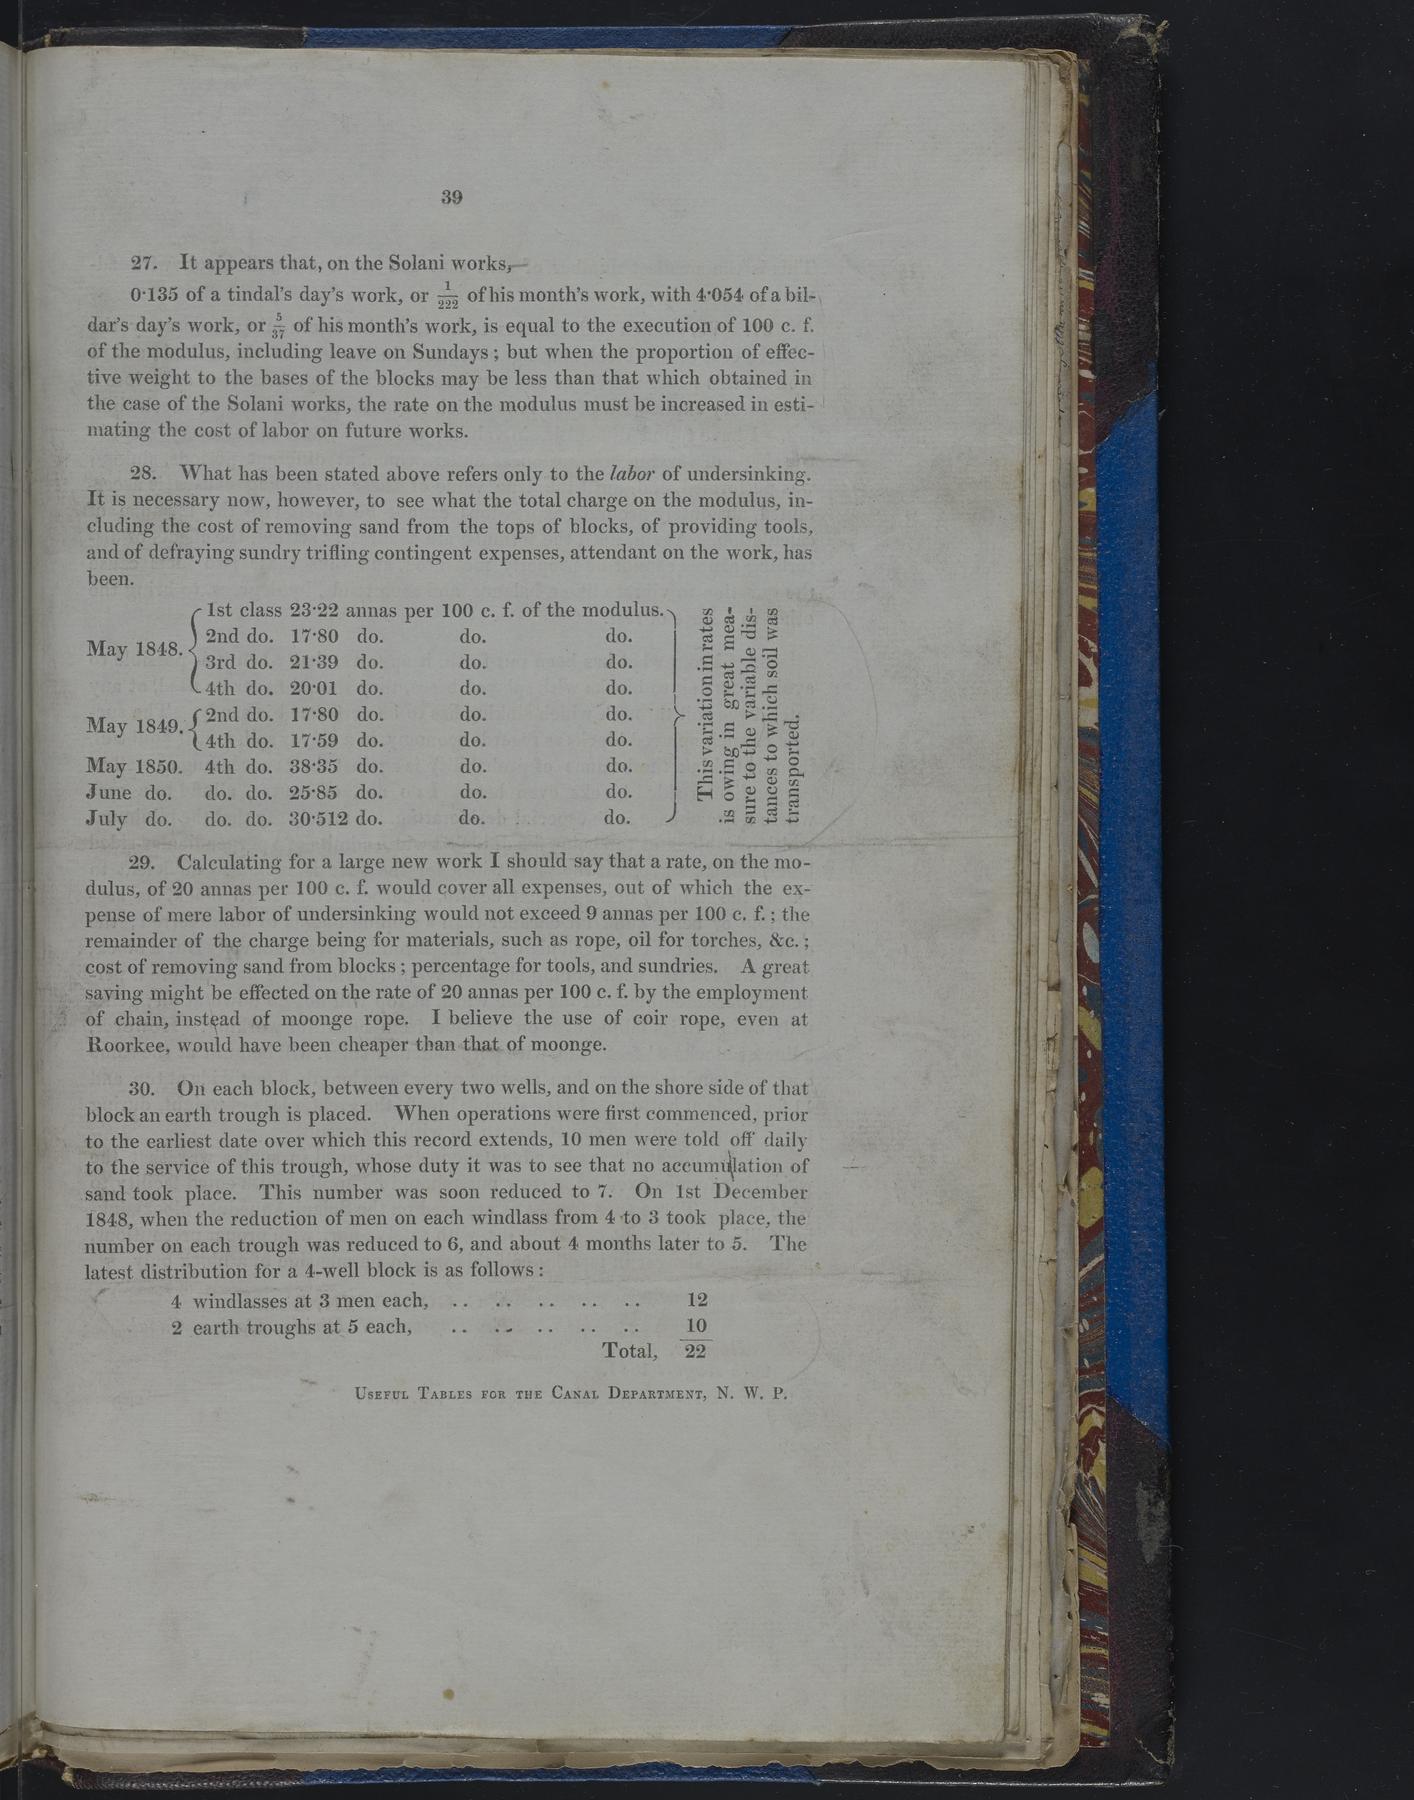 39
27. It appears that, on the Solani works,—
0·135 of a tindal's day's work, or 1/222 of his month's work, with 4·054 of a bil-
dar's day's work, or 5/37 of his month's work, is equal to the execution of 100 c. f.
of the modulus, including leave on Sundays; but when the proportion of effec-
tive weight to the bases of the blocks may be less than that which obtained in
the case of the Solani works, the rate on the modulus must be increased in esti-
mating the cost of labor on future works.
28. What has been stated above refers only to the labor of undersinking.
It is necessary now, however, to see what the total charge on the modulus, in-
cluding the cost of removing sand from the tops of blocks, of providing tools,
and of defraying sundry trifling contingent expenses, attendant on the work, has
been.
1st class 23·22 annas per 100 c. f. of the modulus.
2nd do. 17·80 do. do. do.
May 1848.
3rd do. 21·39 do. do. do.
4th do. 20·01 do. do. do.
2nd do. 17·80 do. do. do.
May 1849.
4th do. 17·59 do. do. do.
May 1850. 4th do. 38·35 do. do. do.
June do. do. do. 25·85 do. do. do.
July do. do. do. 30·512 do. do. do.
This variation in rates
is owing in great mea-
sure to the variable dis-
tances to which soil was
transported.
29. Calculating for a large new work I should say that a rate, on the mo-
dulus, of 20 annas per 100 c. f. would cover all expenses, out of which the ex-
pense of mere labor of undersinking would not exceed 9 annas per 100 c. f.; the
remainder of the charge being for materials, such as rope, oil for torches, &c.;
cost of removing sand from blocks; percentage for tools, and sundries. A great
saving might be effected on the rate of 20 annas per 100 c. f. by the employment
of chain, instead of moonge rope. I believe the use of coir rope, even at
Roorkee, would have been cheaper than that of moonge.
30. On each block, between every two wells, and on the shore side of that
block an earth trough is placed. When operations were first commenced, prior
to the earliest date over which this record extends, 10 men were told off daily
to the service of this trough, whose duty it was to see that no accumulation of
sand took place. This number was soon reduced to 7. On 1st December
1848, when the reduction of men on each windlass from 4 to 3 took place, the
number on each trough was reduced to 6, and about 4 months later to 5. The
latest distribution for a 4-well block is as follows:
4 windlasses at 3 men each, .. .. .. .. .. 12
2 earth troughs at 5 each, .. .. .. .. .. 10
Total, 22
USEFUL TABLES FOR THE CANAL DEPARTMENT, N. W. P.